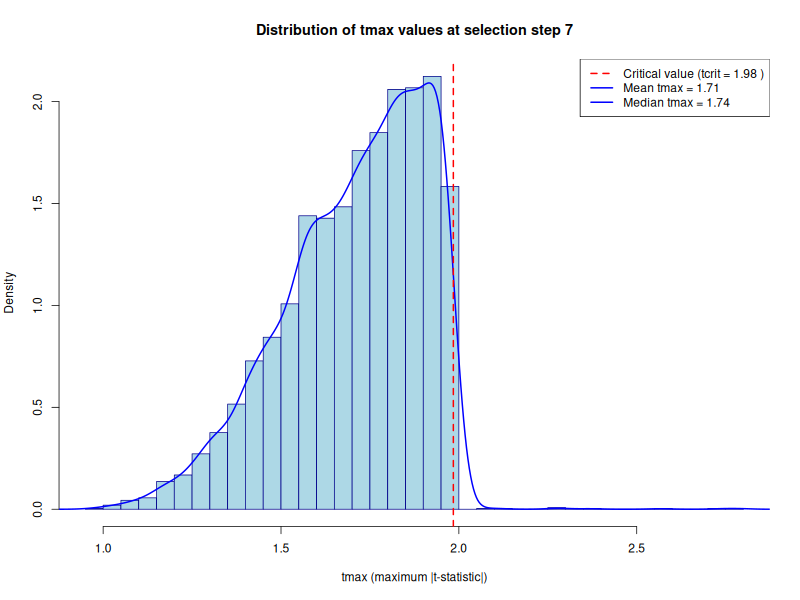 Distribution of tmax values at selection step 7
Critical value (tcrit = 1.98 )
Mean tmax = 1.71
Median tmax = 1.74
Density
2.0
1.5
1.0
0.5
0.0
1.0 1.5 2.0 2.5
tmax (maximum |t-statistic|)